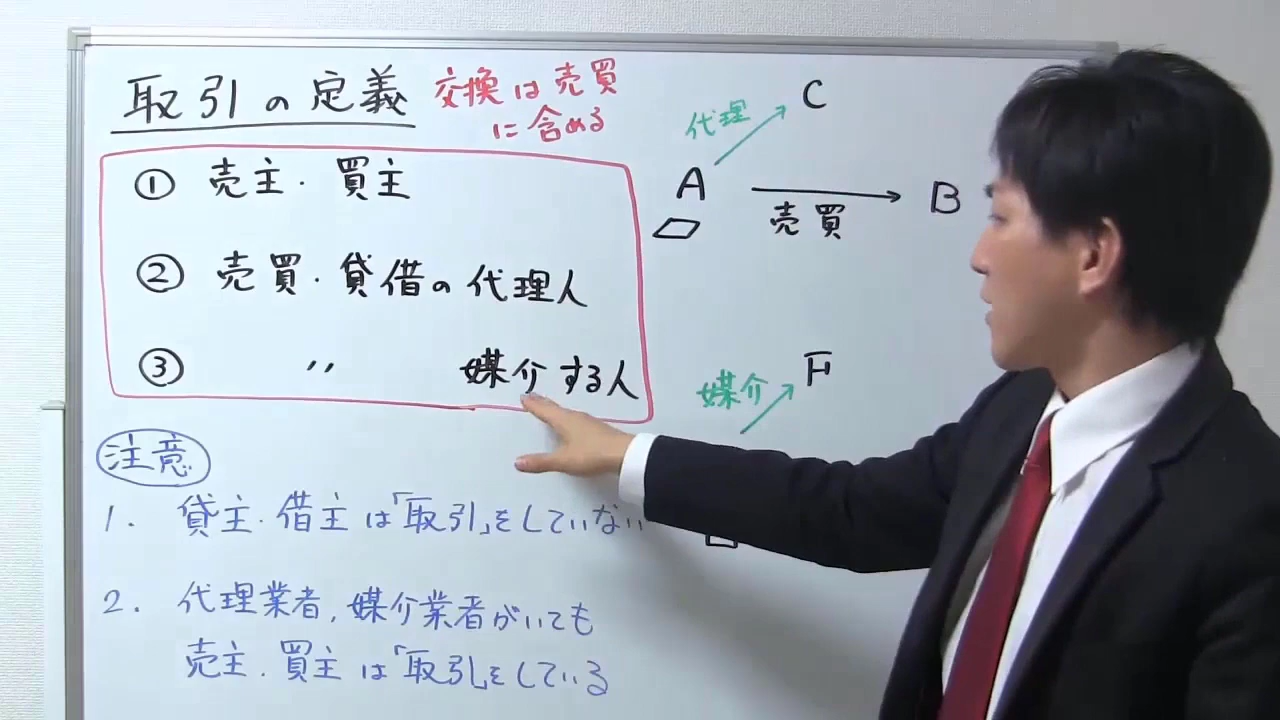 取引の定義
交換は売買
に含める
① 売主・買主
② 売買・貸借の代理人
③ 〃 媒介する人
注意
1. 貸主・借主は「取引」をしていない
2. 代理業者,媒介業者がいても
売主・買主は「取引」をしている
代理
C
A
売買
B
媒介
F